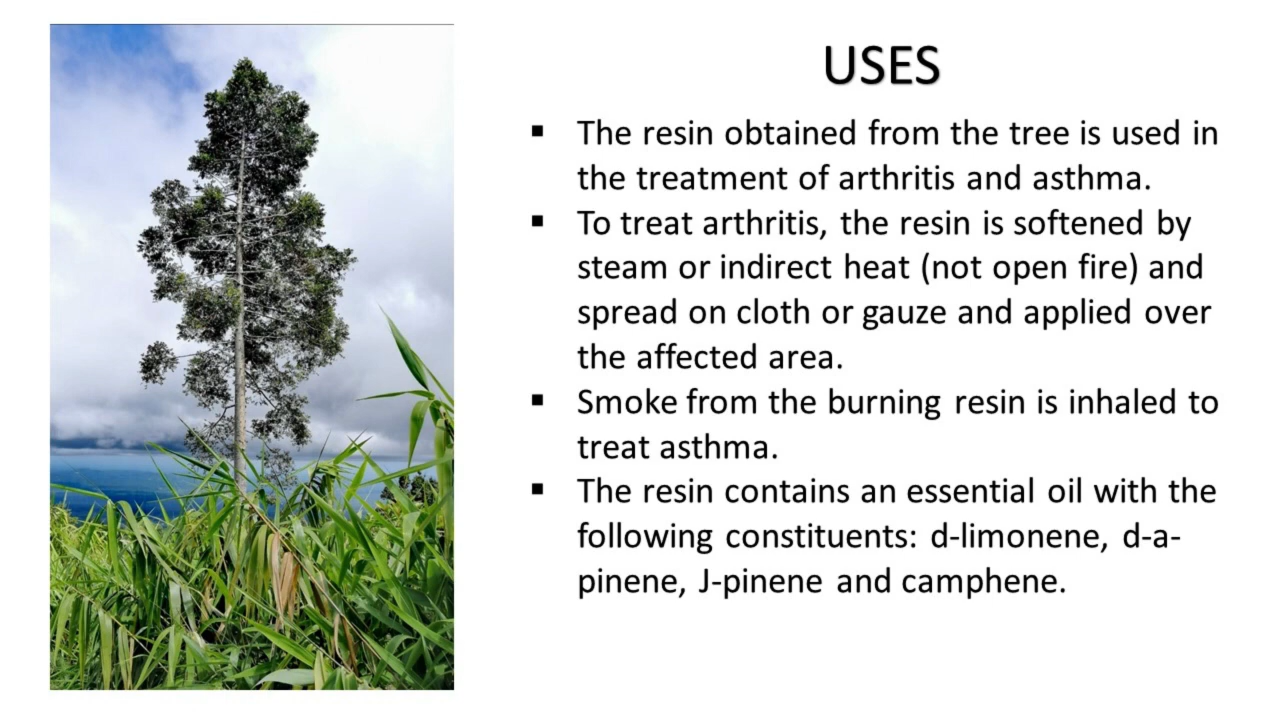 USES
▪ The resin obtained from the tree is used in
the treatment of arthritis and asthma.
▪ To treat arthritis, the resin is softened by
steam or indirect heat (not open fire) and
spread on cloth or gauze and applied over
the affected area.
▪ Smoke from the burning resin is inhaled to
treat asthma.
▪ The resin contains an essential oil with the
following constituents: d-limonene, d-a-
pinene, J-pinene and camphene.